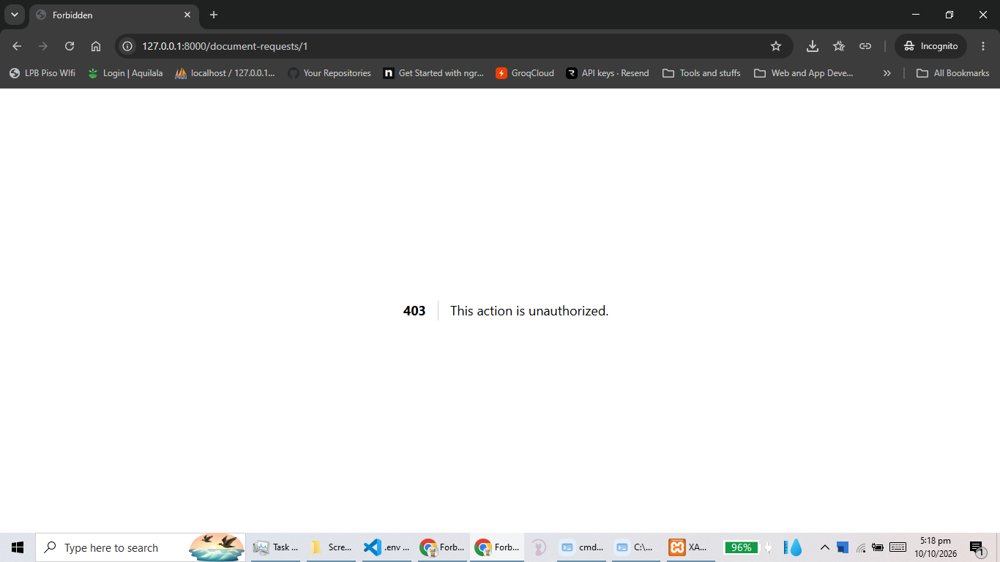 Forbidden
127.0.0.1:8000/document-requests/1
Incognito
LPB Piso WIfi
Login | Aquilala
localhost / 127.0.0.1...
Your Repositories
Get Started with ngr...
GroqCloud
API keys · Resend
Tools and stuffs
Web and App Deve...
»
All Bookmarks
403
This action is unauthorized.
Type here to search
Task ...
Scre...
.env ...
Forb...
Forb...
cmd...
C:\...
XA...
96%
5:18 pm
10/10/2026
1